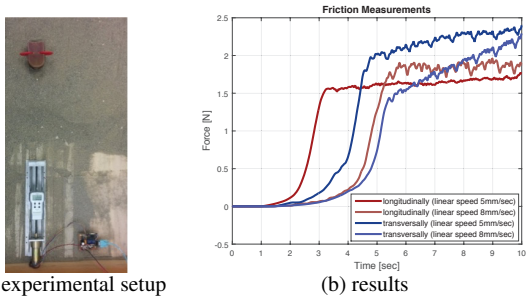 Friction Measurements
2.5
2
1.5
1
0.5
0
-0.5
Force [N]
longitudinally (linear speed 5mm/sec)
longitudinally (linear speed 8mm/sec)
transversally (linear speed 5mm/sec)
transversally (linear speed 8mm/sec)
0 1 2 3 4 5 6 7 8 9 10
Time [sec]
experimental setup
(b) results